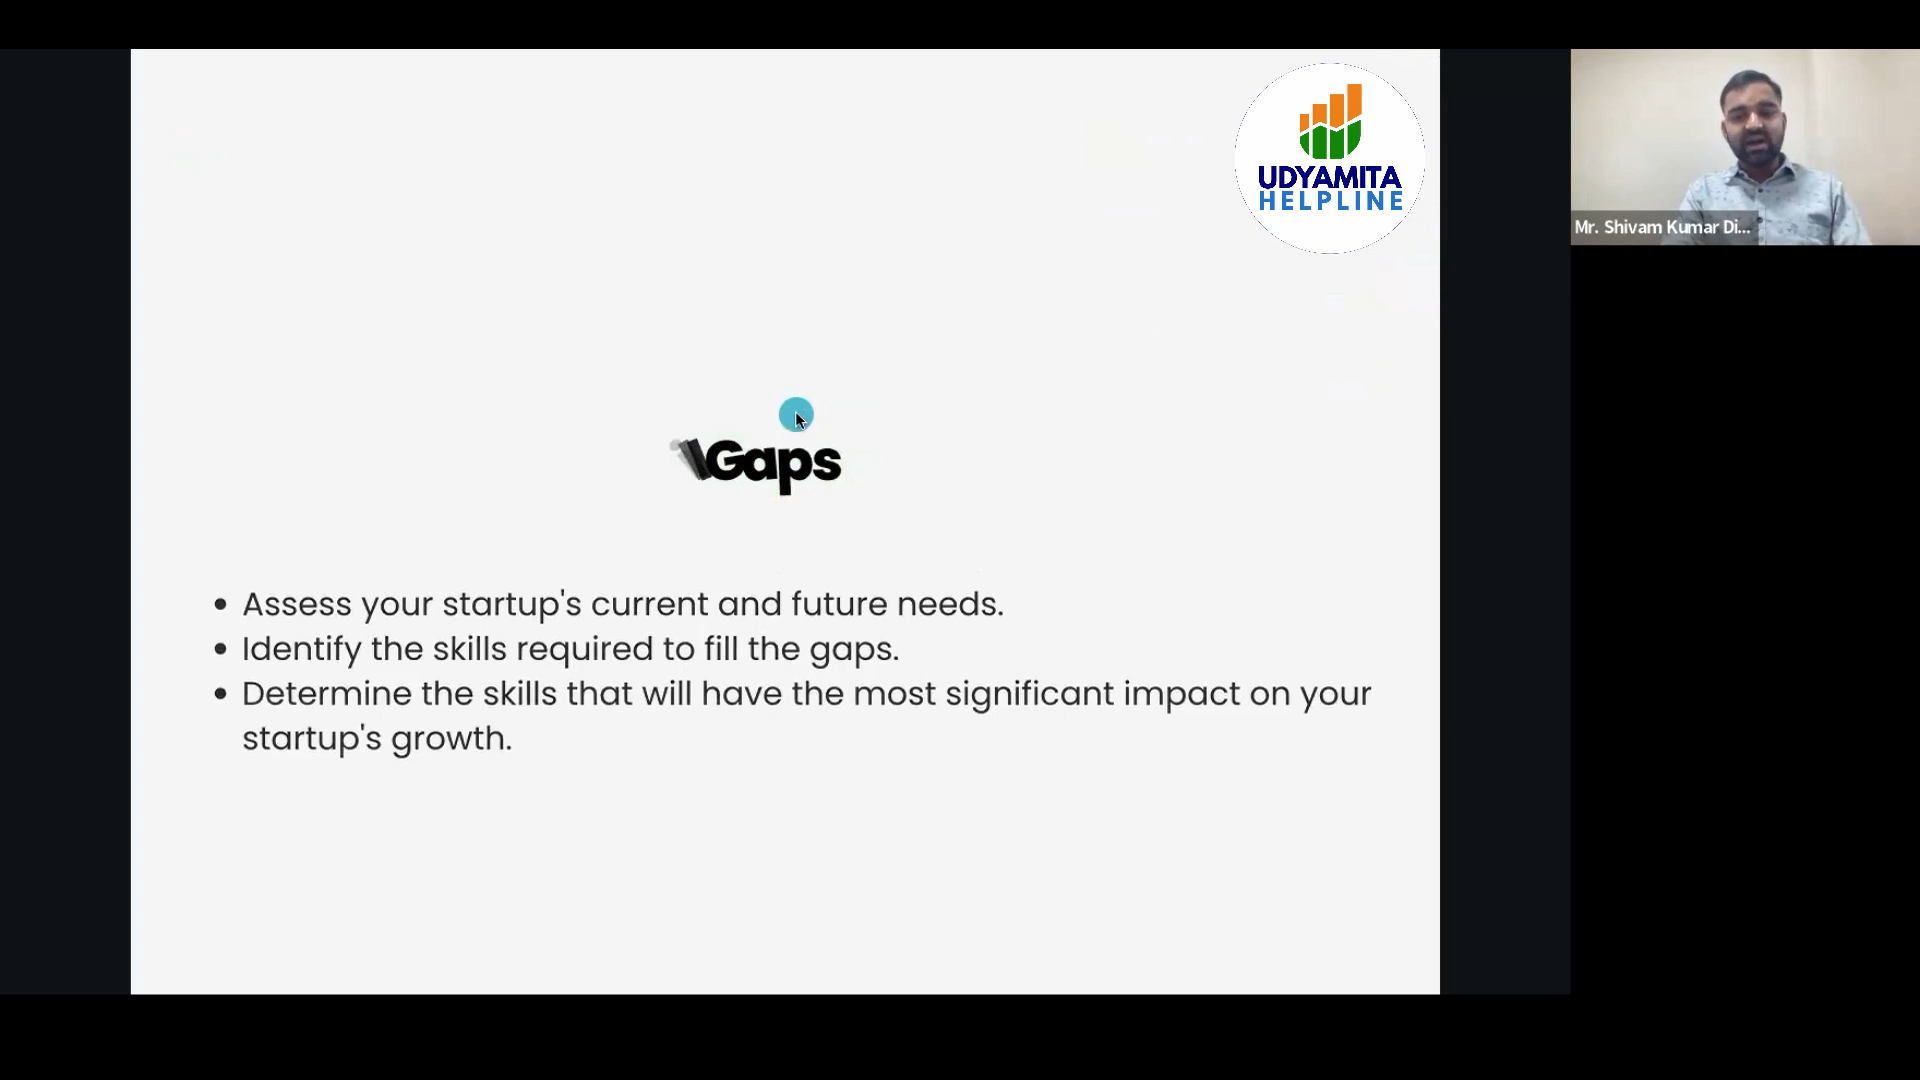 UDYAMITA
HELPLINE
Mr. Shivam Kumar Di...
Gaps
• Assess your startup's current and future needs.
• Identify the skills required to fill the gaps.
• Determine the skills that will have the most significant impact on your
startup's growth.